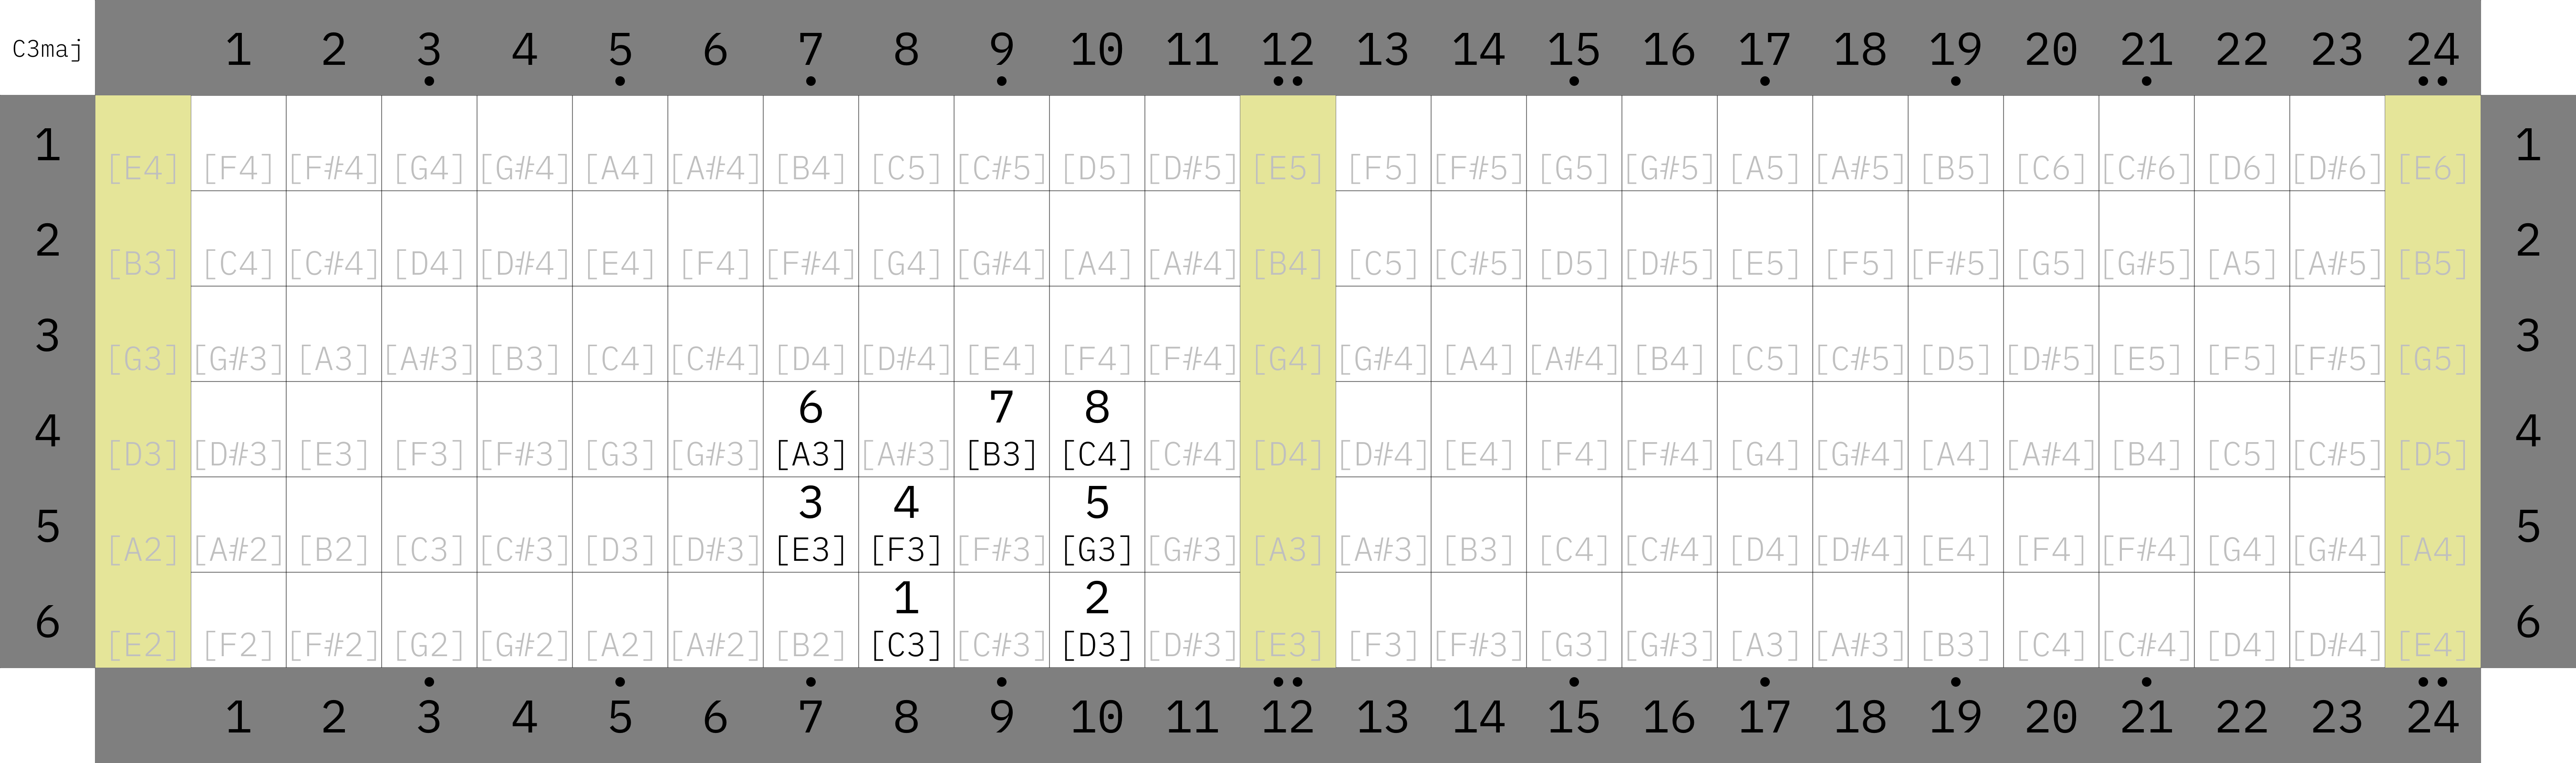 C3maj 1 2 3 4 5 6 7 8 9 10 11 12 13 14 15 16 17 18 19 20 21 22 23 24
1 [E4] [F4] [F#4] [G4] [G#4] [A4] [A#4] [B4] [C5] [C#5] [D5] [D#5] [E5] [F5] [F#5] [G5] [G#5] [A5] [A#5] [B5] [C6] [C#6] [D6] [D#6] [E6] 1
2 [B3] [C4] [C#4] [D4] [D#4] [E4] [F4] [F#4] [G4] [G#4] [A4] [A#4] [B4] [C5] [C#5] [D5] [D#5] [E5] [F5] [F#5] [G5] [G#5] [A5] [A#5] [B5] 2
3 [G3] [G#3] [A3] [A#3] [B3] [C4] [C#4] [D4] [D#4] [E4] [F4] [F#4] [G4] [G#4] [A4] [A#4] [B4] [C5] [C#5] [D5] [D#5] [E5] [F5] [F#5] [G5] 3
6 7 8
4 [D3] [D#3] [E3] [F3] [F#3] [G3] [G#3] [A3] [A#3] [B3] [C4] [C#4] [D4] [D#4] [E4] [F4] [F#4] [G4] [G#4] [A4] [A#4] [B4] [C5] [C#5] [D5] 4
3 4 5
5 [A2] [A#2] [B2] [C3] [C#3] [D3] [D#3] [E3] [F3] [F#3] [G3] [G#3] [A3] [A#3] [B3] [C4] [C#4] [D4] [D#4] [E4] [F4] [F#4] [G4] [G#4] [A4] 5
1 2
6 [E2] [F2] [F#2] [G2] [G#2] [A2] [A#2] [B2] [C3] [C#3] [D3] [D#3] [E3] [F3] [F#3] [G3] [G#3] [A3] [A#3] [B3] [C4] [C#4] [D4] [D#4] [E4] 6
1 2 3 4 5 6 7 8 9 10 11 12 13 14 15 16 17 18 19 20 21 22 23 24